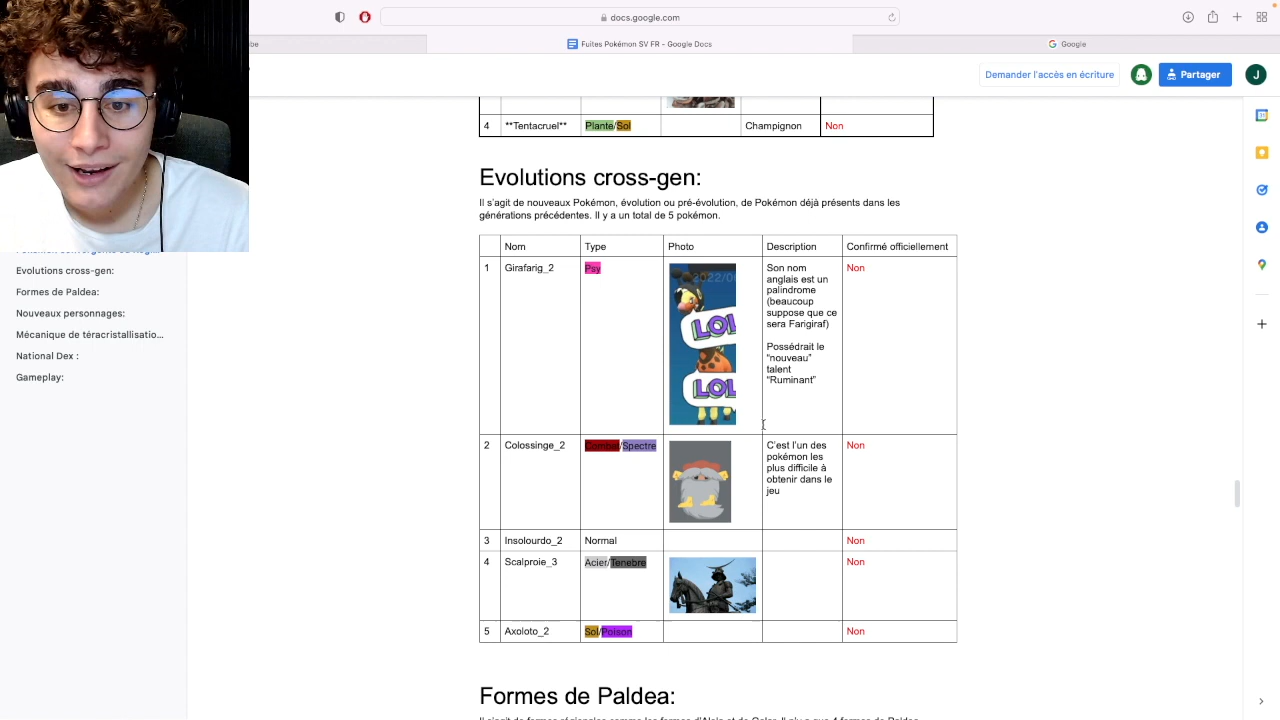 docs.google.com
be
Fuites Pokémon SV FR - Google Docs
Google
Demander l'accès en écriture
Partager
J
4 **Tentacruel** Plante/Sol Champignon Non
Evolutions cross-gen:
Il s'agit de nouveaux Pokémon, évolution ou pré-évolution, de Pokémon déjà présents dans les
générations précédentes. Il y a un total de 5 pokémon.
Evolutions cross-gen:
Formes de Paldea:
Nouveaux personnages:
Mécanique de téracristallisatio...
National Dex :
Gameplay:
Nom Type Photo Description Confirmé officiellement
1 Girafarig_2 Psy Son nom Non
anglais est un
palindrome
(beaucoup
suppose que ce
sera Farigiraf)
Possédrait le
“nouveau”
talent
“Ruminant”
2 Colossinge_2 Combat/Spectre C'est l'un des Non
pokémon les
plus difficile à
obtenir dans le
jeu
3 Insolourdo_2 Normal Non
4 Scalproie_3 Acier/Tenebre Non
5 Axoloto_2 Sol/Poison Non
Formes de Paldea: